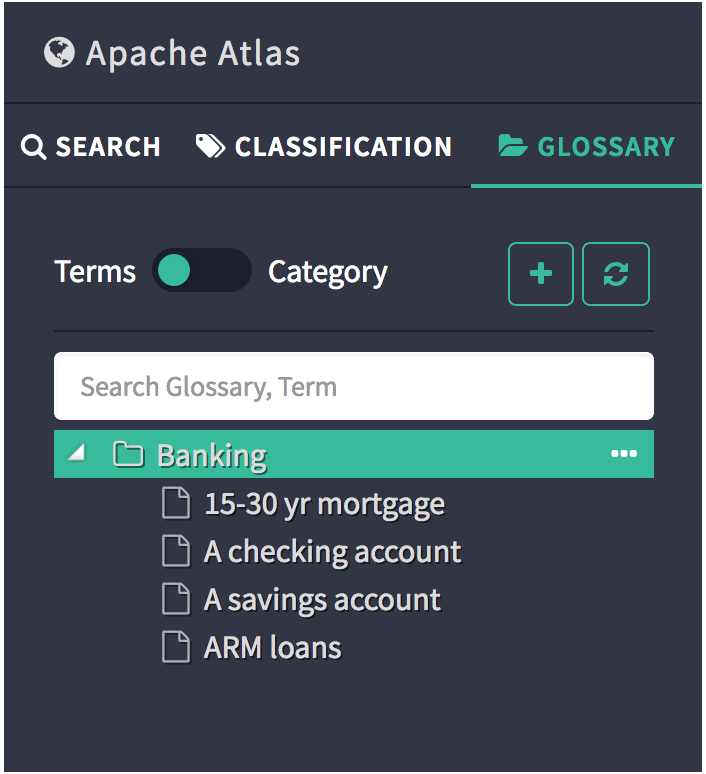 Apache Atlas
SEARCH CLASSIFICATION GLOSSARY
Terms Category
Search Glossary, Term
Banking
15-30 yr mortgage
A checking account
A savings account
ARM loans